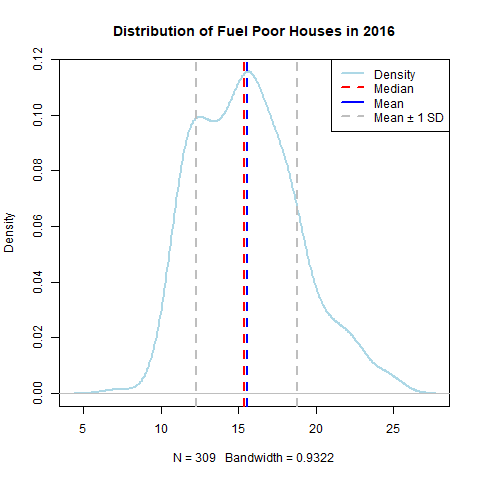 Distribution of Fuel Poor Houses in 2016
Density
Median
Mean
Mean ± 1 SD
Density
0.12
0.10
0.08
0.06
0.04
0.02
0.00
5 10 15 20 25
N = 309 Bandwidth = 0.9322